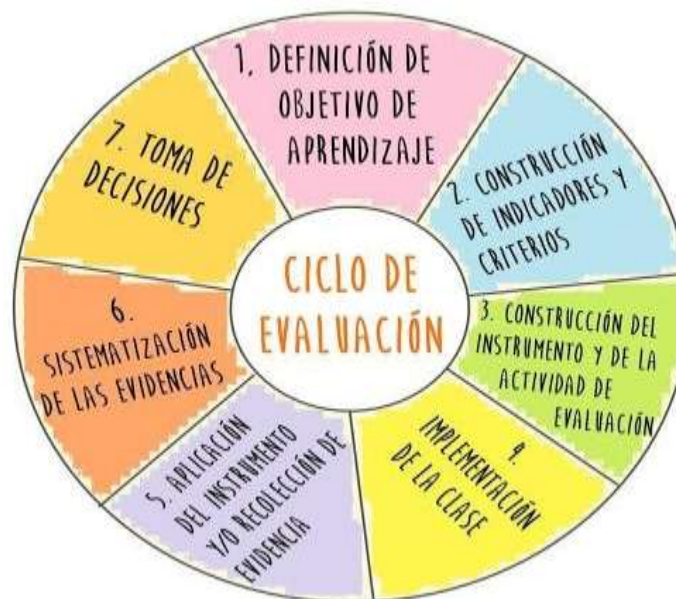 1. DEFINICIÓN DE
OBJETIVO DE
APRENDIZAJE
2. CONSTRUCCIÓN
DE INDICADORES Y
CRITERIOS
3. CONSTRUCCIÓN DEL
INSTRUMENTO Y DE LA
ACTIVIDAD DE
EVALUACIÓN
4.
IMPLEMENTACIÓN
DE LA CLASE
5. APLICACIÓN
DEL INSTRUMENTO
Y/O RECOLECCIÓN DE
EVIDENCIA
6.
SISTEMATIZACIÓN
DE LAS EVIDENCIAS
7. TOMA DE
DECISIONES
CICLO DE
EVALUACIÓN